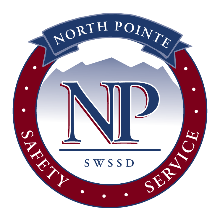 NORTH POINTE
NP
SWSSD
SAFETY SERVICE